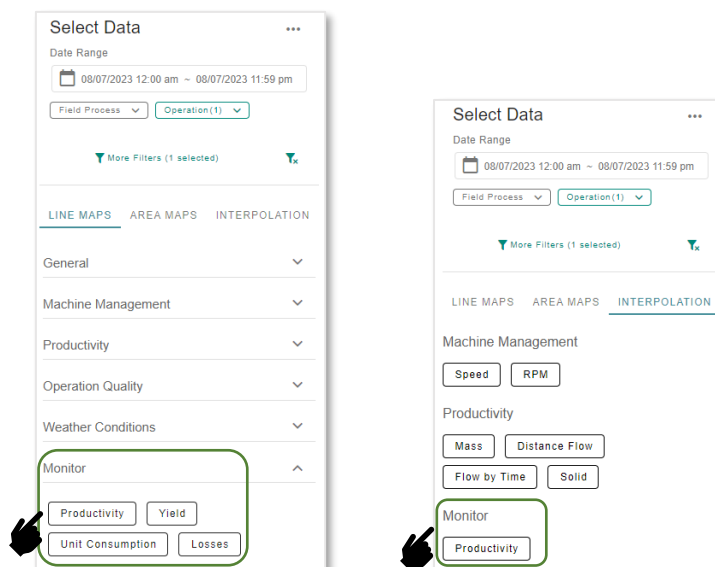 Select Data
Date Range
08/07/2023 12:00 am ~ 08/07/2023 11:59 pm
Field Process Operation(1)
More Filters (1 selected)
LINE MAPS AREA MAPS INTERPOLATION
General
Machine Management
Productivity
Operation Quality
Weather Conditions
Monitor
Productivity Yield
Unit Consumption Losses
Select Data
Date Range
08/07/2023 12:00 am ~ 08/07/2023 11:59 pm
Field Process Operation(1)
More Filters (1 selected)
LINE MAPS AREA MAPS INTERPOLATION
Machine Management
Speed RPM
Productivity
Mass Distance Flow
Flow by Time Solid
Monitor
Productivity